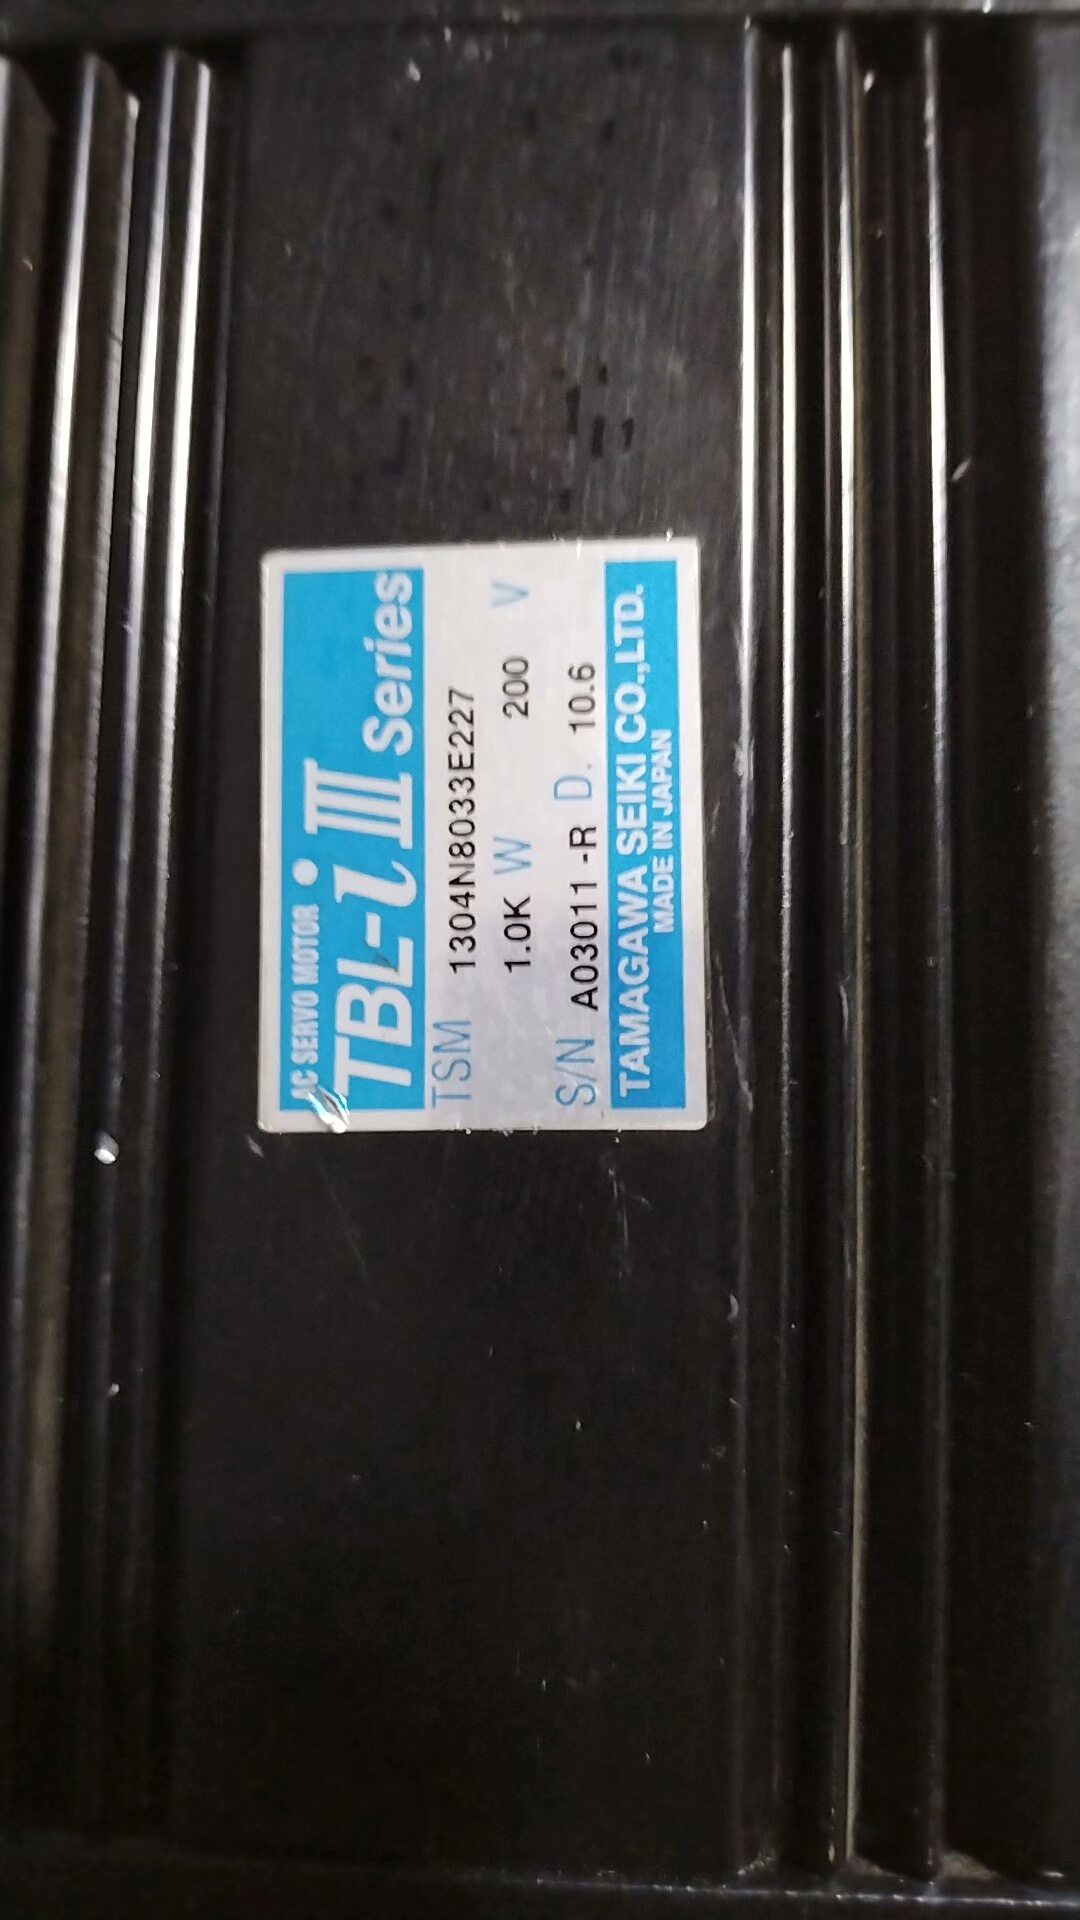 AC SERVO MOTOR
TBL-i III Series
TSM 1304N8033E227
1.0K W 200 V
S/N A03011-R D. 10.6
TAMAGAWA SEIKI CO.,LTD.
MADE IN JAPAN